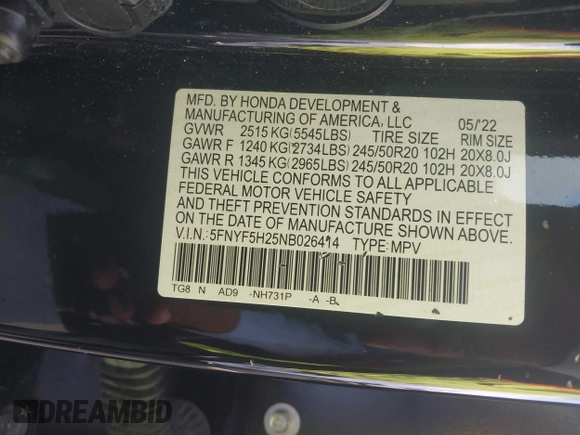 MFD. BY HONDA DEVELOPMENT &
MANUFACTURING OF AMERICA, LLC 05/'22
GVWR 2515 KG(5545LBS) TIRE SIZE RIM SIZE
GAWR F 1240 KG(2734LBS) 245/50R20 102H 20X8.0J
GAWR R 1345 KG(2965LBS) 245/50R20 102H 20X8.0J
THIS VEHICLE CONFORMS TO ALL APPLICABLE
FEDERAL MOTOR VEHICLE SAFETY
AND THEFT PREVENTION STANDARDS IN EFFECT
ON THE DATE OF MANUFACTURE SHOWN ABOVE.
V.I.N.: 5FNYF5H25NB026414 TYPE: MPV
TG8 N AD9 -NH731P -A -B
DREAMBID